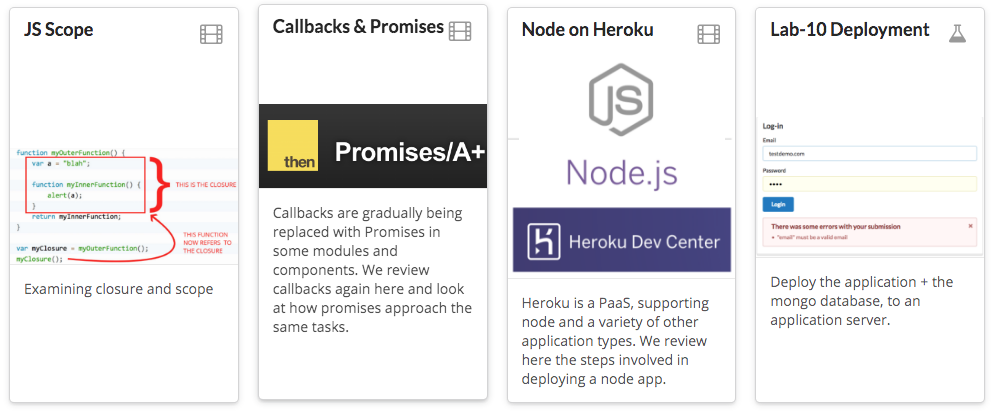 JS Scope
function myOuterFunction() {
var a = "blah";
function myInnerFunction() {
alert(a);
}
return myInnerFunction;
}
var myClosure = myOuterFunction();
myClosure();
THIS IS THE CLOSURE
THIS FUNCTION
NOW REFERS TO
THE CLOSURE
Examining closure and scope
Callbacks & Promises
then
Promises/A+
Callbacks are gradually being
replaced with Promises in
some modules and
components. We review
callbacks again here and look
at how promises approach the
same tasks.
Node on Heroku
JS
Node.js
Heroku Dev Center
Heroku is a PaaS, supporting
node and a variety of other
application types. We review
here the steps involved in
deploying a node app.
Lab-10 Deployment
Log-in
Email
testdemo.com
Password
••••
Login
There was some errors with your submission
• "email" must be a valid email
Deploy the application + the
mongo database, to an
application server.